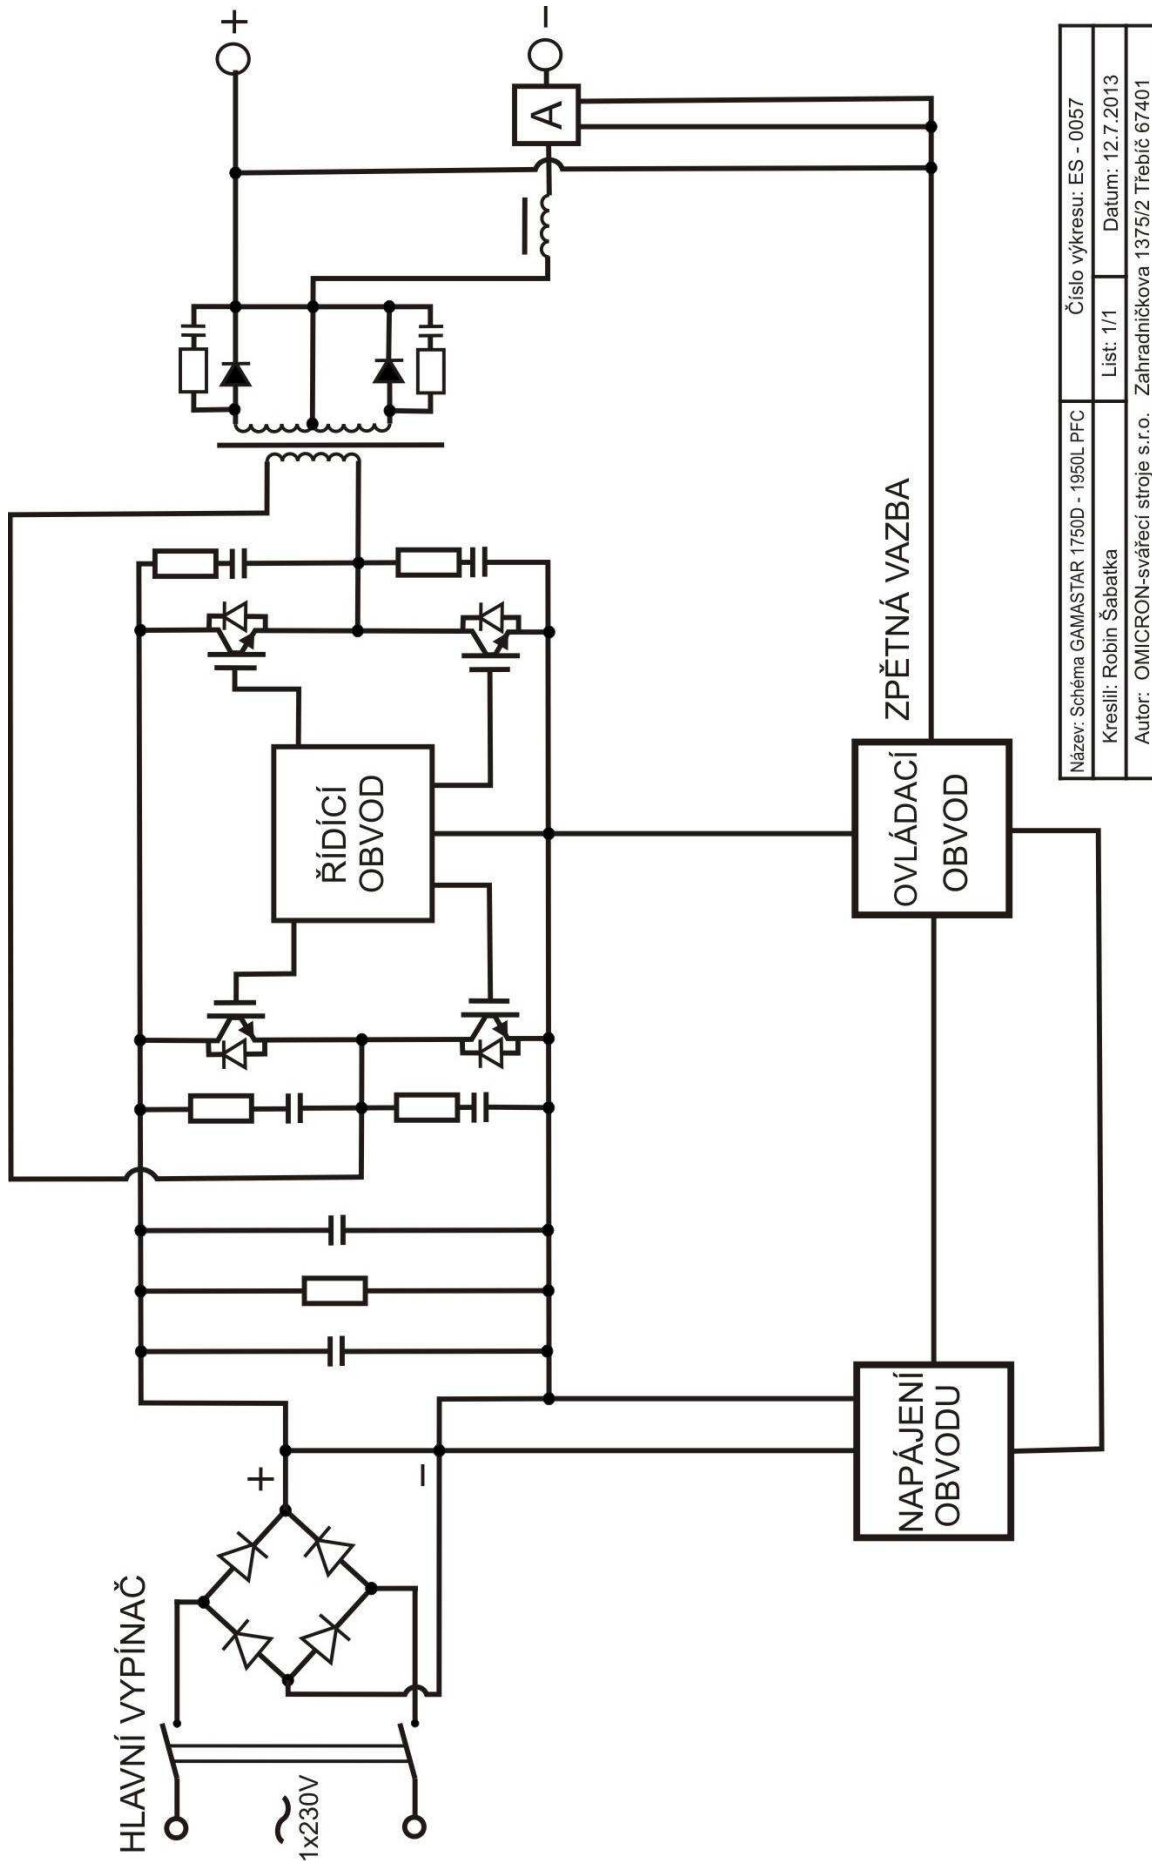 HLAVNÍ VYPÍNAČ
1x230V
+
−
NAPÁJENÍ
OBVODU
ŘÍDÍCÍ
OBVOD
OVLÁDACÍ
OBVOD
ZPĚTNÁ VAZBA
+
A
−
Název: Schéma GAMASTAR 1750D - 1950L PFC
Číslo výkresu: ES - 0057
Kreslil: Robin Šabatka
List: 1/1
Datum: 12.7.2013
Autor: OMICRON-svářecí stroje s.r.o. Zahradníčkova 1375/2 Třebíč 67401